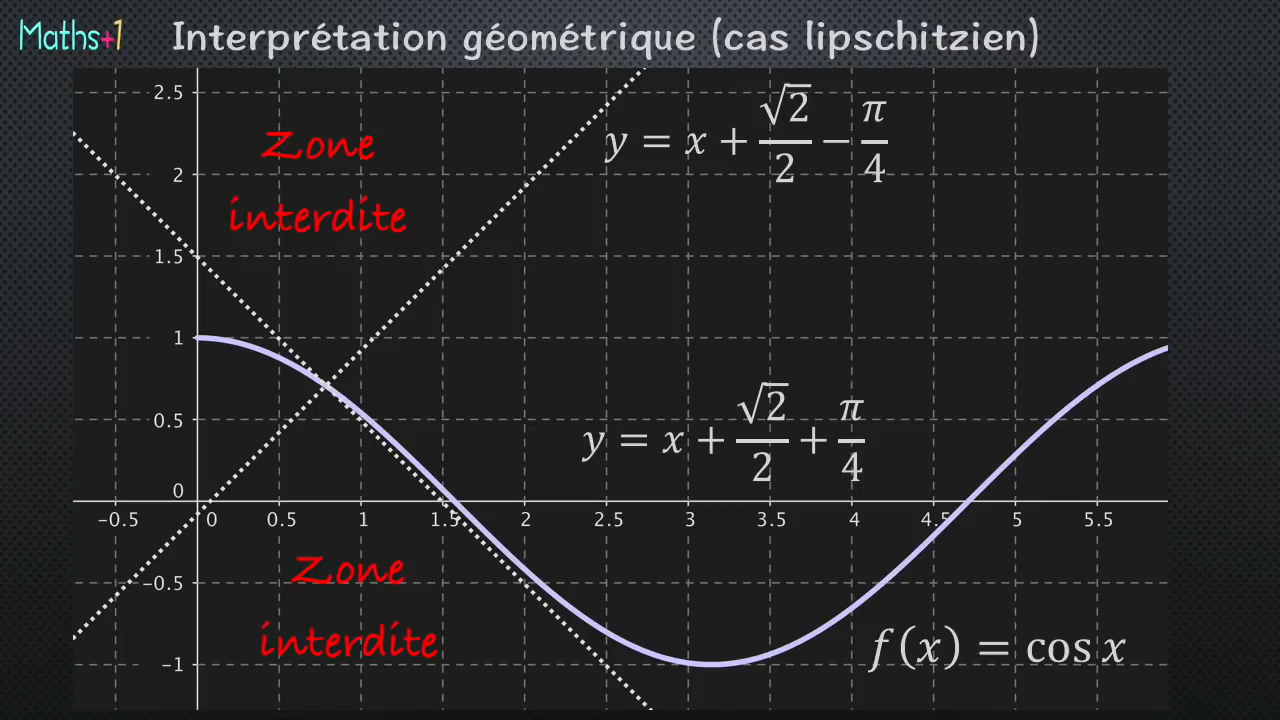 Maths+1
Interprétation géométrique (cas lipschitzien)
2.5
2
1.5
1
0.5
0
−0.5
−1
−0.5 0 0.5 1 1.5 2 2.5 3 3.5 4 4.5 5 5.5
Zone
interdite
y = x + √2/2 − π/4
y = x + √2/2 + π/4
Zone
interdite
f(x) = cos x